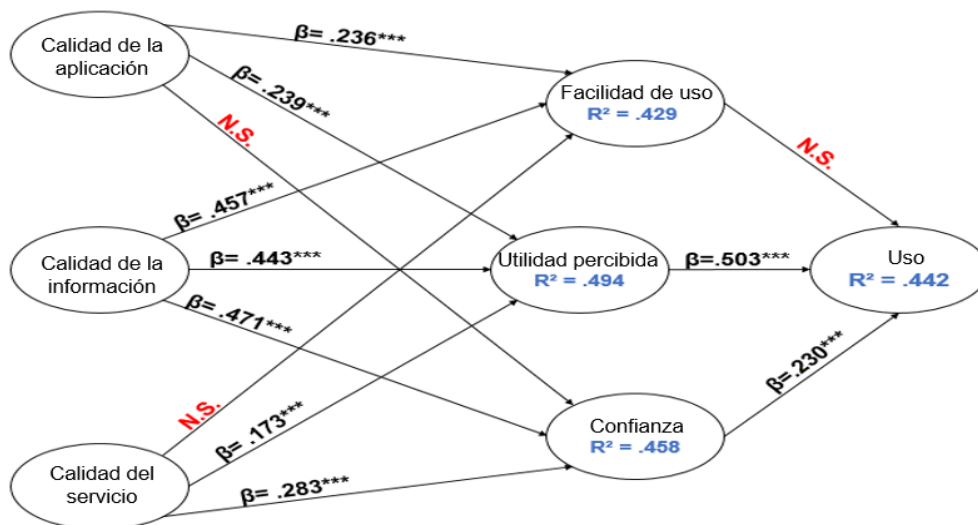 Calidad de la
aplicación
β= .236***
β= .239***
N.S.
Facilidad de uso
R² = .429
N.S.
β= .457***
Calidad de la
información
β= .443***
Utilidad percibida
R² = .494
β=.503***
Uso
R² = .442
β= .471***
N.S.
β= .173***
Confianza
R² = .458
β=.230***
Calidad del
servicio
β= .283***